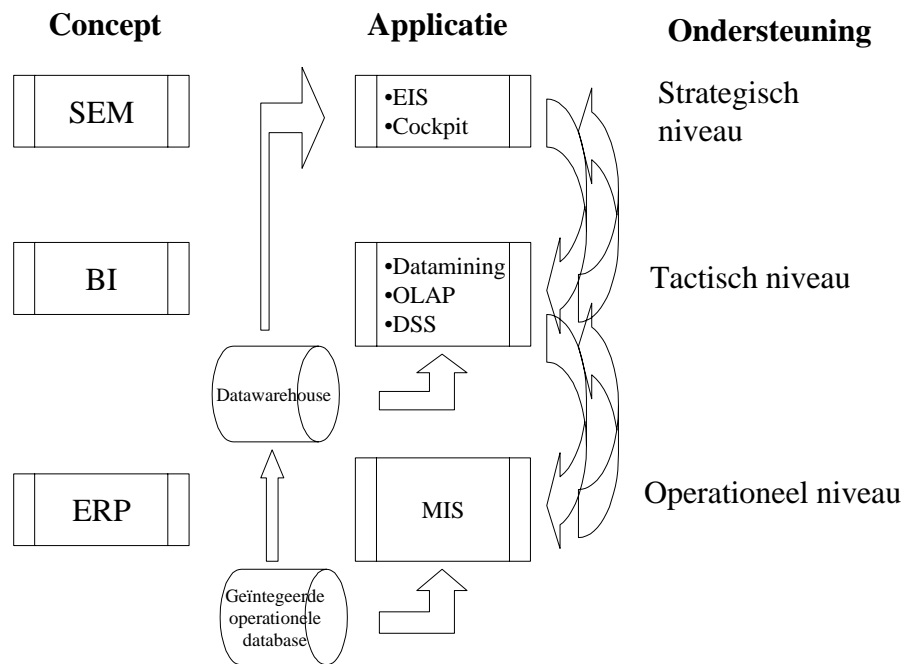 Concept
Applicatie
Ondersteuning
SEM
•EIS
•Cockpit
Strategisch
niveau
BI
•Datamining
•OLAP
•DSS
Tactisch niveau
Datawarehouse
ERP
MIS
Operationeel niveau
Geïntegeerde
operationele
database